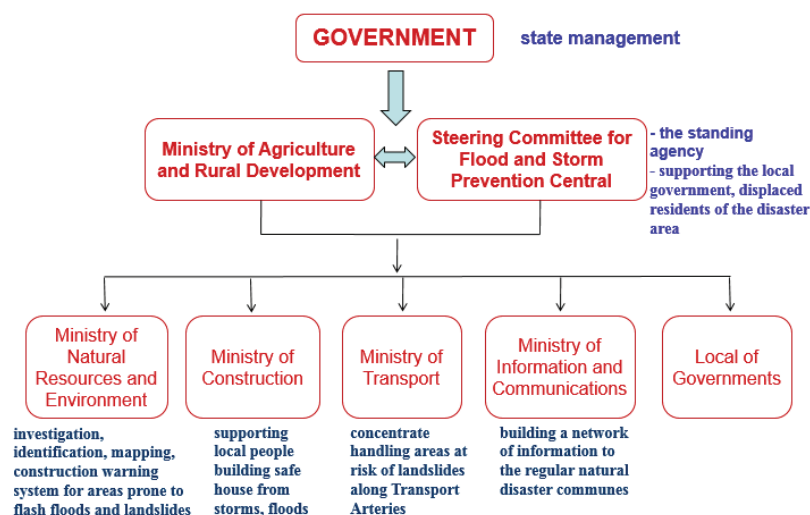 GOVERNMENT
state management
Ministry of Agriculture
and Rural Development
Steering Committee for
Flood and Storm
Prevention Central
- the standing
agency
- supporting the local
government, displaced
residents of the disaster
area
Ministry of
Natural
Resources and
Environment
Ministry of
Construction
Ministry of
Transport
Ministry of
Information and
Communications
Local of
Governments
investigation,
identification, mapping,
construction warning
system for areas prone to
flash floods and landslides
supporting
local people
building safe
house from
storms, floods
concentrate
handling areas at
risk of landslides
along Transport
Arteries
building a network
of information to
the regular natural
disaster communes